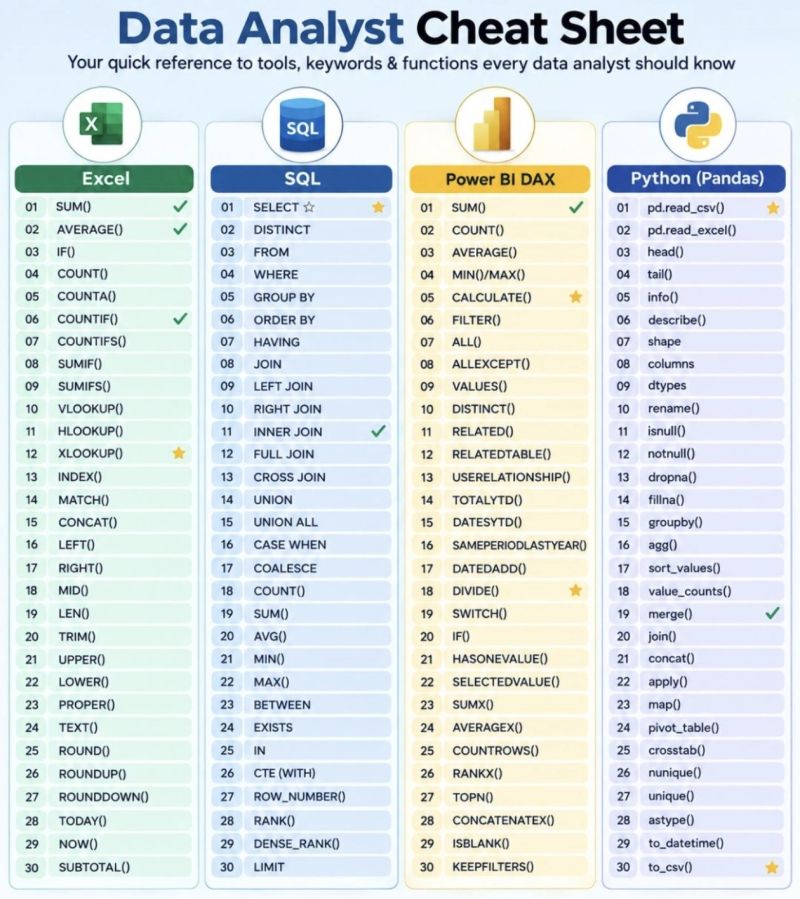 Data Analyst Cheat Sheet
Your quick reference to tools, keywords & functions every data analyst should know
X
Excel
01 SUM() ✓
02 AVERAGE() ✓
03 IF()
04 COUNT()
05 COUNTA()
06 COUNTIF() ✓
07 COUNTIFS()
08 SUMIF()
09 SUMIFS()
10 VLOOKUP()
11 HLOOKUP()
12 XLOOKUP() ★
13 INDEX()
14 MATCH()
15 CONCAT()
16 LEFT()
17 RIGHT()
18 MID()
19 LEN()
20 TRIM()
21 UPPER()
22 LOWER()
23 PROPER()
24 TEXT()
25 ROUND()
26 ROUNDUP()
27 ROUNDDOWN()
28 TODAY()
29 NOW()
30 SUBTOTAL()
SQL
SQL
01 SELECT ☆ ★
02 DISTINCT
03 FROM
04 WHERE
05 GROUP BY
06 ORDER BY
07 HAVING
08 JOIN
09 LEFT JOIN
10 RIGHT JOIN
11 INNER JOIN ✓
12 FULL JOIN
13 CROSS JOIN
14 UNION
15 UNION ALL
16 CASE WHEN
17 COALESCE
18 COUNT()
19 SUM()
20 AVG()
21 MIN()
22 MAX()
23 BETWEEN
24 EXISTS
25 IN
26 CTE (WITH)
27 ROW_NUMBER()
28 RANK()
29 DENSE_RANK()
30 LIMIT
Power BI DAX
01 SUM() ✓
02 COUNT()
03 AVERAGE()
04 MIN()/MAX()
05 CALCULATE() ★
06 FILTER()
07 ALL()
08 ALLEXCEPT()
09 VALUES()
10 DISTINCT()
11 RELATED()
12 RELATEDTABLE()
13 USERELATIONSHIP()
14 TOTALYTD()
15 DATESYTD()
16 SAMEPERIODLASTYEAR()
17 DATEDADD()
18 DIVIDE() ★
19 SWITCH()
20 IF()
21 HASONEVALUE()
22 SELECTEDVALUE()
23 SUMX()
24 AVERAGEX()
25 COUNTROWS()
26 RANKX()
27 TOPN()
28 CONCATENATEX()
29 ISBLANK()
30 KEEPFILTERS()
Python (Pandas)
01 pd.read_csv() ★
02 pd.read_excel()
03 head()
04 tail()
05 info()
06 describe()
07 shape
08 columns
09 dtypes
10 rename()
11 isnull()
12 notnull()
13 dropna()
14 fillna()
15 groupby()
16 agg()
17 sort_values()
18 value_counts()
19 merge() ✓
20 join()
21 concat()
22 apply()
23 map()
24 pivot_table()
25 crosstab()
26 nunique()
27 unique()
28 astype()
29 to_datetime()
30 to_csv() ★